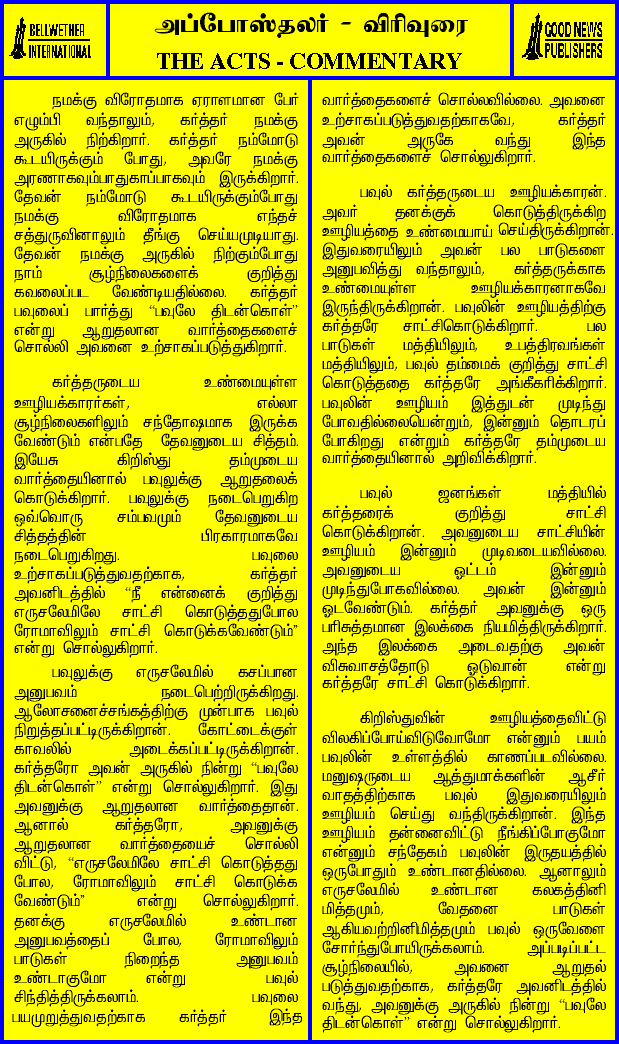 BELLWETHER
INTERNATIONAL
அப்போஸ்தலர் - விரிவுரை
THE ACTS - COMMENTARY
GOOD NEWS
PUBLISHERS
நமக்கு விரோதமாக ஏராளமான பேர்
எழும்பி வந்தாலும், கர்த்தர் நமக்கு
அருகில் நிற்கிறார். கர்த்தர் நம்மோடு
கூடயிருக்கும் போது, அவரே நமக்கு
அரணாகவும்பாதுகாப்பாகவும் இருக்கிறார்.
தேவன் நம்மோடு கூடயிருக்கும்போது
நமக்கு விரோதமாக எந்தச்
சத்துருவினாலும் தீங்கு செய்யமுடியாது.
தேவன் நமக்கு அருகில் நிற்கும்போது
நாம் சூழ்நிலைகளைக் குறித்து
கவலைப்பட வேண்டியதில்லை. கர்த்தர்
பவுலைப் பார்த்து “பவுலே திடன்கொள்”
என்று ஆறுதலான வார்த்தைகளைச்
சொல்லி அவனை உற்சாகப்படுத்துகிறார்.
கர்த்தருடைய உண்மையுள்ள
ஊழியக்காரர்கள், எல்லா
சூழ்நிலைகளிலும் சந்தோஷமாக இருக்க
வேண்டும் என்பதே தேவனுடைய சித்தம்.
இயேசு கிறிஸ்து தம்முடைய
வார்த்தையினால் பவுலுக்கு ஆறுதலைக்
கொடுக்கிறார். பவுலுக்கு நடைபெறுகிற
ஒவ்வொரு சம்பவமும் தேவனுடைய
சித்தத்தின் பிரகாரமாகவே
நடைபெறுகிறது. பவுலை
உற்சாகப்படுத்துவதற்காக, கர்த்தர்
அவனிடத்தில் “நீ என்னைக் குறித்து
எருசலேமிலே சாட்சி கொடுத்ததுபோல
ரோமாவிலும் சாட்சி கொடுக்கவேண்டும்”
என்று சொல்லுகிறார்.
பவுலுக்கு எருசலேமில் கசப்பான
அனுபவம் நடைபெற்றிருக்கிறது.
ஆலோசனைச்சங்கத்திற்கு முன்பாக பவுல்
நிறுத்தப்பட்டிருக்கிறான். கோட்டைக்குள்
காவலில் அடைக்கப்பட்டிருக்கிறான்.
கர்த்தரோ அவன் அருகில் நின்று “பவுலே
திடன்கொள்” என்று சொல்லுகிறார். இது
அவனுக்கு ஆறுதலான வார்த்தைதான்.
ஆனால் கர்த்தரோ, அவனுக்கு
ஆறுதலான வார்த்தையைச் சொல்லி
விட்டு, “எருசலேமிலே சாட்சி கொடுத்தது
போல, ரோமாவிலும் சாட்சி கொடுக்க
வேண்டும்” என்று சொல்லுகிறார்.
தனக்கு எருசலேமில் உண்டான
அனுபவத்தைப் போல, ரோமாவிலும்
பாடுகள் நிறைந்த அனுபவம்
உண்டாகுமோ என்று பவுல்
சிந்தித்திருக்கலாம். பவுலை
பயமுறுத்துவதற்காக கர்த்தர் இந்த
வார்த்தைகளைச் சொல்லவில்லை. அவனை
உற்சாகப்படுத்துவதற்காகவே, கர்த்தர்
அவன் அருகே வந்து இந்த
வார்த்தைகளைச் சொல்லுகிறார்.
பவுல் கர்த்தருடைய ஊழியக்காரன்.
அவர் தனக்குக் கொடுத்திருக்கிற
ஊழியத்தை உண்மையாய் செய்திருக்கிறான்.
இதுவரையிலும் அவன் பல பாடுகளை
அனுபவித்து வந்தாலும், கர்த்தருக்காக
உண்மையுள்ள ஊழியக்காரனாகவே
இருந்திருக்கிறான். பவுலின் ஊழியத்திற்கு
கர்த்தரே சாட்சிகொடுக்கிறார். பல
பாடுகள் மத்தியிலும், உபத்திரவங்கள்
மத்தியிலும், பவுல் தம்மைக் குறித்து சாட்சி
கொடுத்ததை கர்த்தரே அங்கீகரிக்கிறார்.
பவுலின் ஊழியம் இத்துடன் முடிந்து
போவதில்லையென்றும், இன்னும் தொடரப்
போகிறது என்றும் கர்த்தரே தம்முடைய
வார்த்தையினால் அறிவிக்கிறார்.
பவுல் ஜனங்கள் மத்தியில்
கர்த்தரைக் குறித்து சாட்சி
கொடுக்கிறான். அவனுடைய சாட்சியின்
ஊழியம் இன்னும் முடிவடையவில்லை.
அவனுடைய ஓட்டம் இன்னும்
முடிந்துபோகவில்லை. அவன் இன்னும்
ஓடவேண்டும். கர்த்தர் அவனுக்கு ஒரு
பரிசுத்தமான இலக்கை நியமித்திருக்கிறார்.
அந்த இலக்கை அடைவதற்கு அவன்
விசுவாசத்தோடு ஓடுவான் என்று
கர்த்தரே சாட்சி கொடுக்கிறார்.
கிறிஸ்துவின் ஊழியத்தைவிட்டு
விலகிப்போய்விடுவோமோ என்னும் பயம்
பவுலின் உள்ளத்தில் காணப்படவில்லை.
மனுஷருடைய ஆத்துமாக்களின் ஆசீர்
வாதத்திற்காக பவுல் இதுவரையிலும்
ஊழியம் செய்து வந்திருக்கிறான். இந்த
ஊழியம் தன்னைவிட்டு நீங்கிப்போகுமோ
என்னும் சந்தேகம் பவுலின் இருதயத்தில்
ஒருபோதும் உண்டானதில்லை. ஆனாலும்
எருசலேமில் உண்டான கலகத்தினி
மித்தமும், வேதனை பாடுகள்
ஆகியவற்றினிமித்தமும் பவுல் ஒருவேளை
சோர்ந்துபோயிருக்கலாம். அப்படிப்பட்ட
சூழ்நிலையில், அவனை ஆறுதல்
படுத்துவதற்காக, கர்த்தரே அவனிடத்தில்
வந்து, அவனுக்கு அருகில் நின்று “பவுலே
திடன்கொள்” என்று சொல்லுகிறார்.